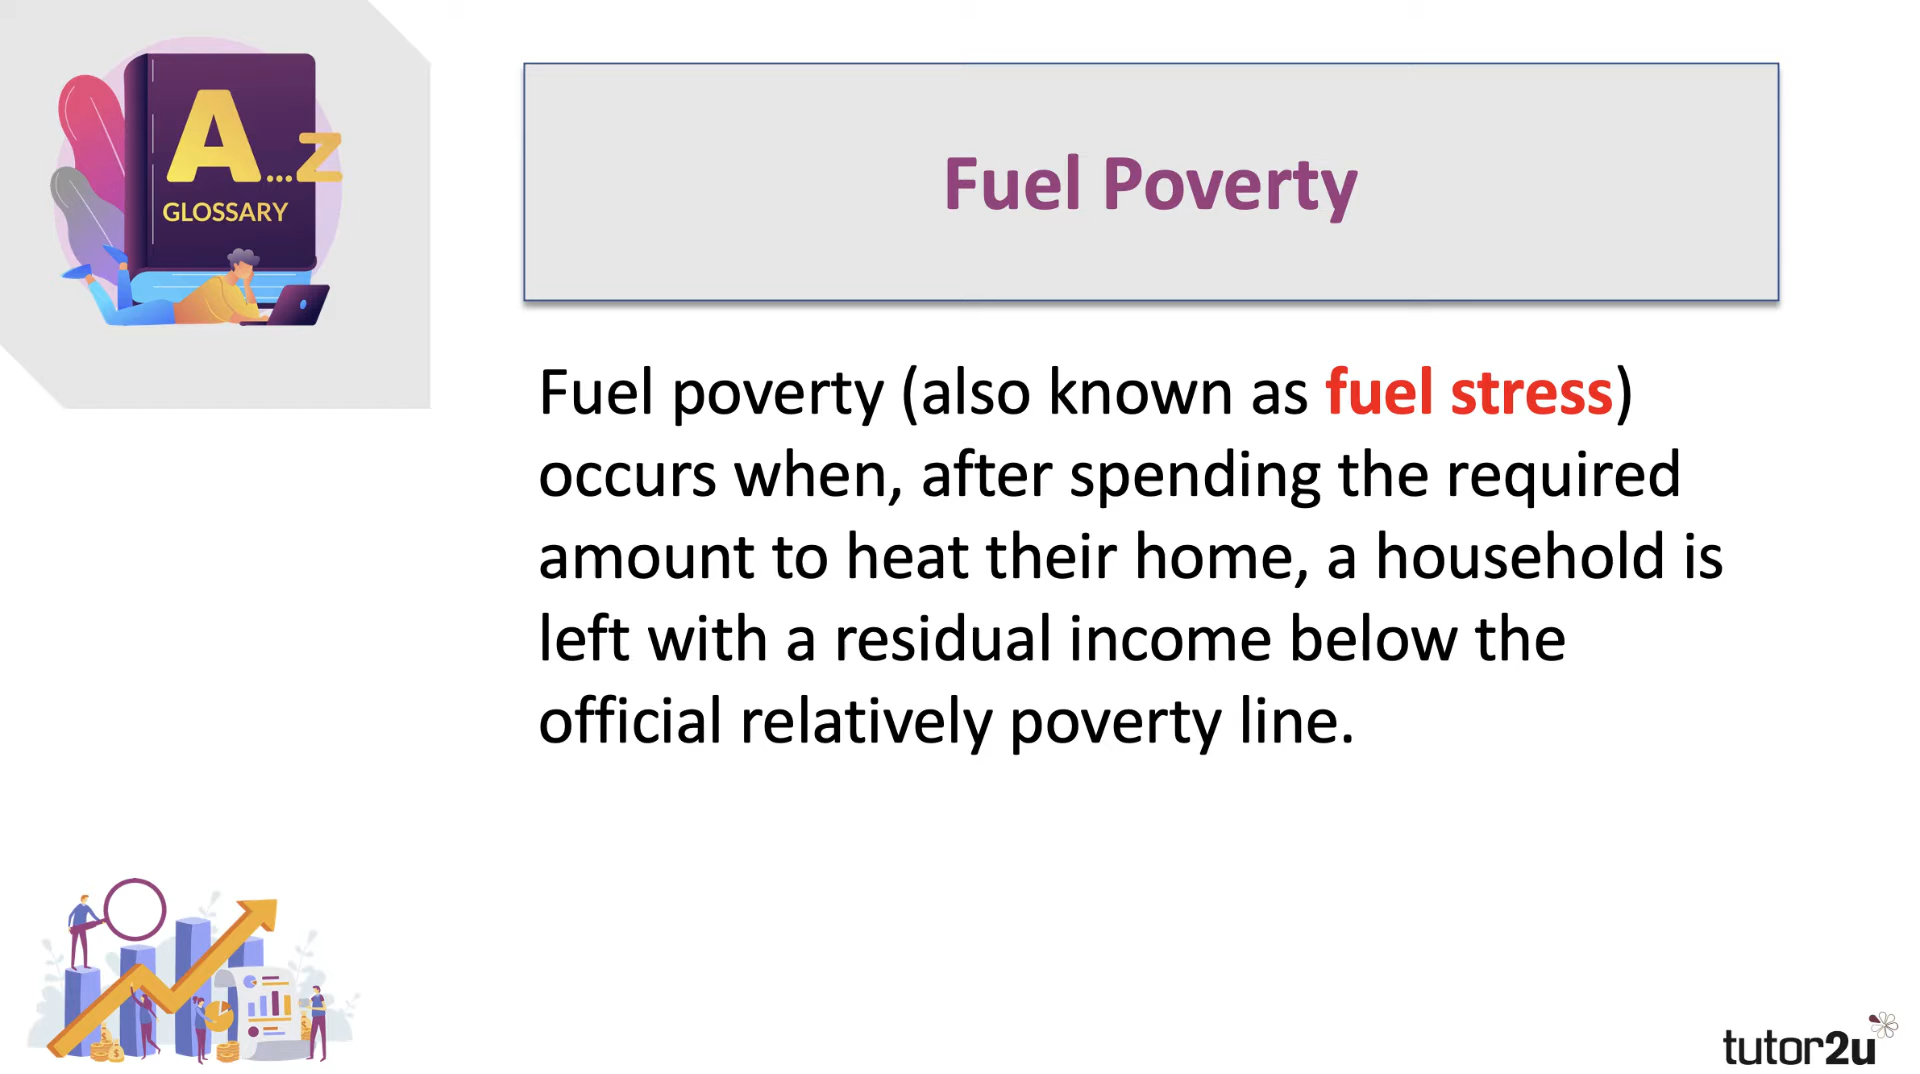 A...Z
GLOSSARY
Fuel Poverty
Fuel poverty (also known as fuel stress)
occurs when, after spending the required
amount to heat their home, a household is
left with a residual income below the
official relatively poverty line.
tutor2u